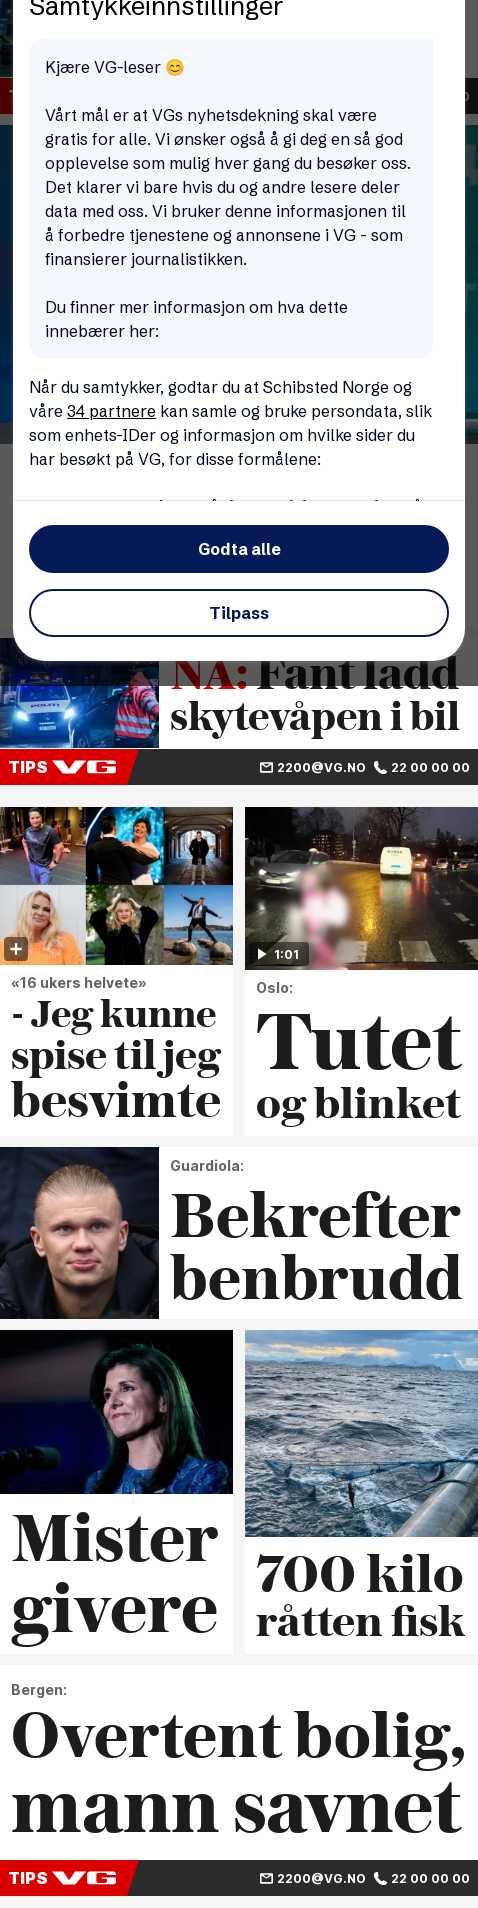 Samtykkeinnstillinger
Kjære VG-leser 😊
Vårt mål er at VGs nyhetsdekning skal være
gratis for alle. Vi ønsker også å gi deg en så god
opplevelse som mulig hver gang du besøker oss.
Det klarer vi bare hvis du og andre lesere deler
data med oss. Vi bruker denne informasjonen til
å forbedre tjenestene og annonsene i VG - som
finansierer journalistikken.
Du finner mer informasjon om hva dette
innebærer her:
Når du samtykker, godtar du at Schibsted Norge og
våre 34 partnere kan samle og bruke persondata, slik
som enhets-IDer og informasjon om hvilke sider du
har besøkt på VG, for disse formålene:
Godta alle
Tilpass
POLITI
NÅ: Fant ladd
skytevåpen i bil
TIPS VG 2200@VG.NO 22 00 00 00
1:01
«16 ukers helvete»
- Jeg kunne
spise til jeg
besvimte
Oslo:
Tutet
og blinket
Guardiola:
Bekrefter
benbrudd
Mister
givere
700 kilo
råtten fisk
Bergen:
Overtent bolig,
mann savnet
TIPS VG 2200@VG.NO 22 00 00 00